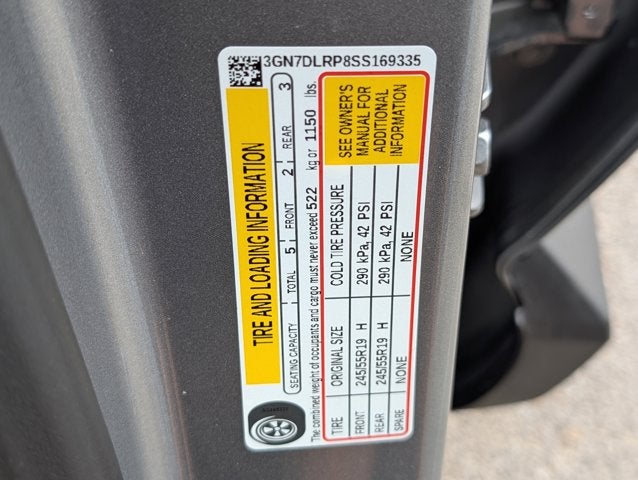 3GN7DLRP8SS169335
TIRE AND LOADING INFORMATION
SEATING CAPACITY TOTAL 5 FRONT 2 REAR 3
The combined weight of occupants and cargo must never exceed 522 kg or 1150 lbs.
TIRE ORIGINAL SIZE COLD TIRE PRESSURE
FRONT 245/55R19 H 290 kPa, 42 PSI
REAR 245/55R19 H 290 kPa, 42 PSI
SPARE NONE NONE
SEE OWNER'S
MANUAL FOR
ADDITIONAL
INFORMATION